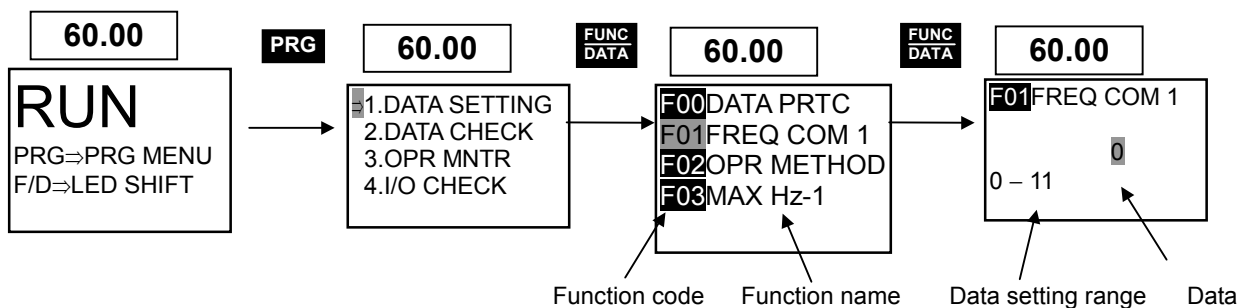 60.00
RUN
PRG⇒PRG MENU
F/D⇒LED SHIFT
PRG
60.00
⇒1.DATA SETTING
2.DATA CHECK
3.OPR MNTR
4.I/O CHECK
FUNC
DATA
60.00
F00DATA PRTC
F01FREQ COM 1
F02OPR METHOD
F03MAX Hz-1
FUNC
DATA
60.00
F01FREQ COM 1
0
0 – 11
Function code Function name Data setting range Data